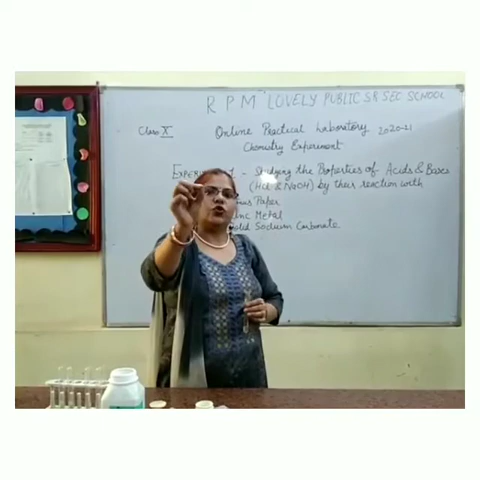 R P M LOVELY PUBLIC SR SEC SCHOOL
Class X Online Practical Laboratory 2020-21
Chemistry Experiment
Studying the Properties of Acids & Bases
(HCl & NaOH) by their reaction with
Paper
Metal
Sodium Carbonate